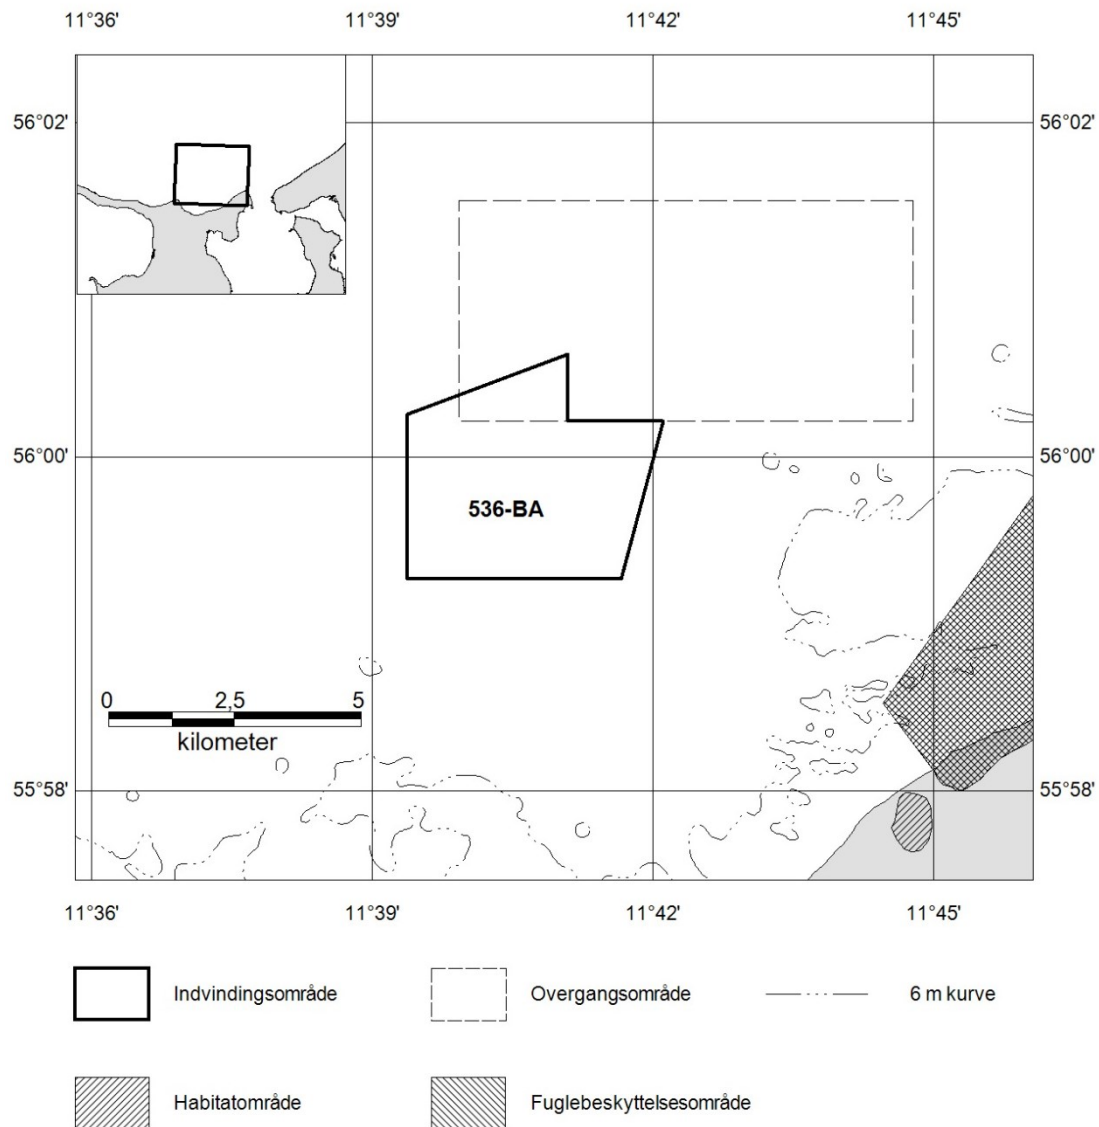 11°36' 11°39' 11°42' 11°45'
56°02' 56°02'
56°00' 56°00'
536-BA
0 2,5 5
kilometer
55°58' 55°58'
11°36' 11°39' 11°42' 11°45'
Indvindingsområde Overgangsområde 6 m kurve
Habitatområde Fuglebeskyttelsesområde